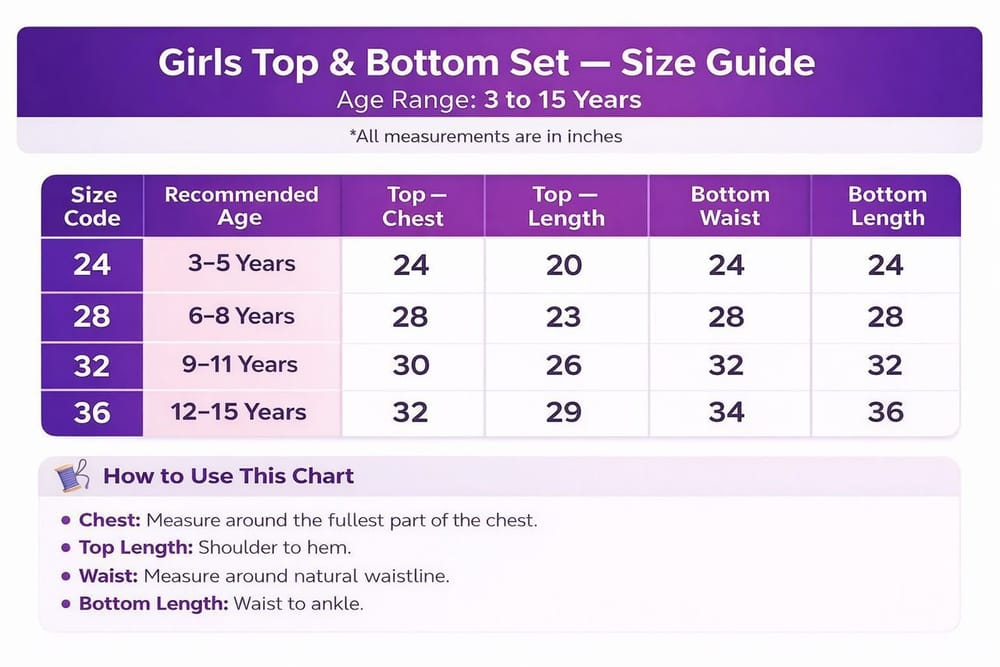 Girls Top & Bottom Set — Size Guide
Age Range: 3 to 15 Years
*All measurements are in inches
Size Code Recommended Age Top — Chest Top — Length Bottom Waist Bottom Length
24 3–5 Years 24 20 24 24
28 6–8 Years 28 23 28 28
32 9–11 Years 30 26 32 32
36 12–15 Years 32 29 34 36
How to Use This Chart
• Chest: Measure around the fullest part of the chest.
• Top Length: Shoulder to hem.
• Waist: Measure around natural waistline.
• Bottom Length: Waist to ankle.